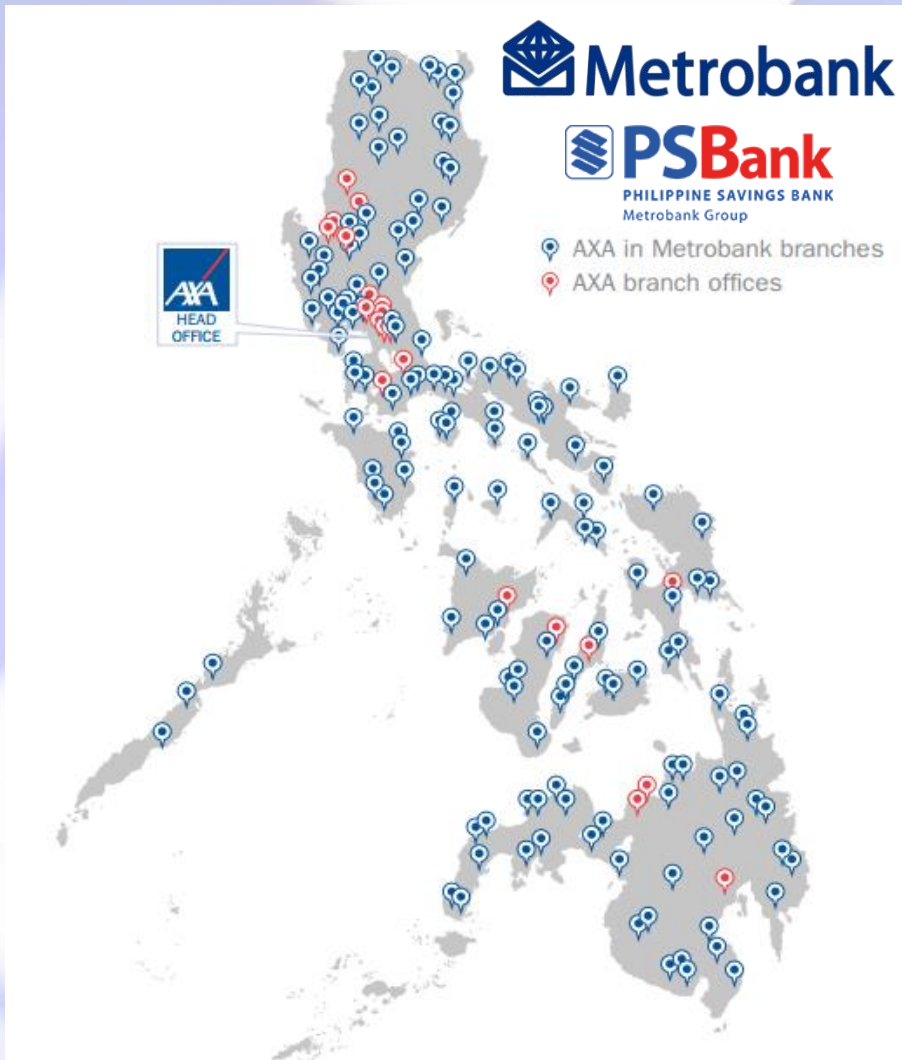 Metrobank
PSBank
PHILIPPINE SAVINGS BANK
Metrobank Group
AXA in Metrobank branches
AXA branch offices
AXA
HEAD
OFFICE